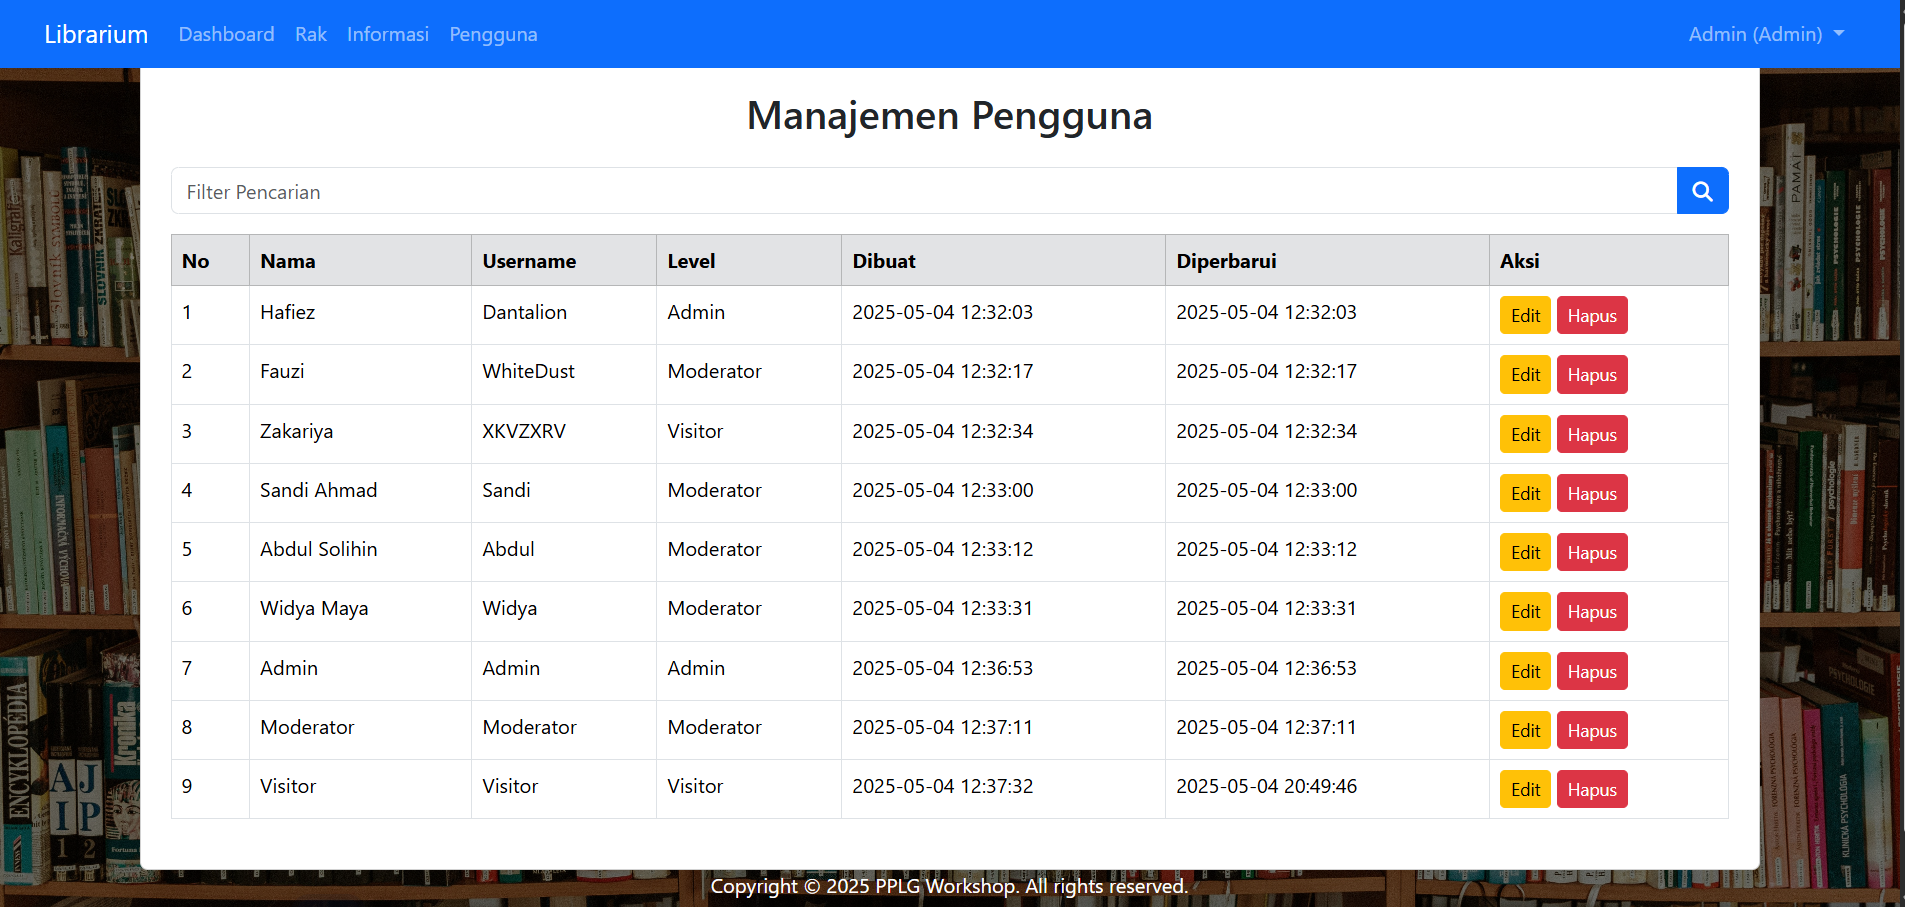 Librarium Dashboard Rak Informasi Pengguna Admin (Admin)
Manajemen Pengguna
Filter Pencarian
No Nama Username Level Dibuat Diperbarui Aksi
1 Hafiez Dantalion Admin 2025-05-04 12:32:03 2025-05-04 12:32:03 Edit Hapus
2 Fauzi WhiteDust Moderator 2025-05-04 12:32:17 2025-05-04 12:32:17 Edit Hapus
3 Zakariya XKVZXRV Visitor 2025-05-04 12:32:34 2025-05-04 12:32:34 Edit Hapus
4 Sandi Ahmad Sandi Moderator 2025-05-04 12:33:00 2025-05-04 12:33:00 Edit Hapus
5 Abdul Solihin Abdul Moderator 2025-05-04 12:33:12 2025-05-04 12:33:12 Edit Hapus
6 Widya Maya Widya Moderator 2025-05-04 12:33:31 2025-05-04 12:33:31 Edit Hapus
7 Admin Admin Admin 2025-05-04 12:36:53 2025-05-04 12:36:53 Edit Hapus
8 Moderator Moderator Moderator 2025-05-04 12:37:11 2025-05-04 12:37:11 Edit Hapus
9 Visitor Visitor Visitor 2025-05-04 12:37:32 2025-05-04 20:49:46 Edit Hapus
Copyright © 2025 PPLG Workshop. All rights reserved.
ENCYKLOPÉDIA
AJ
IP
1 2
kronika
PAMÄŤ